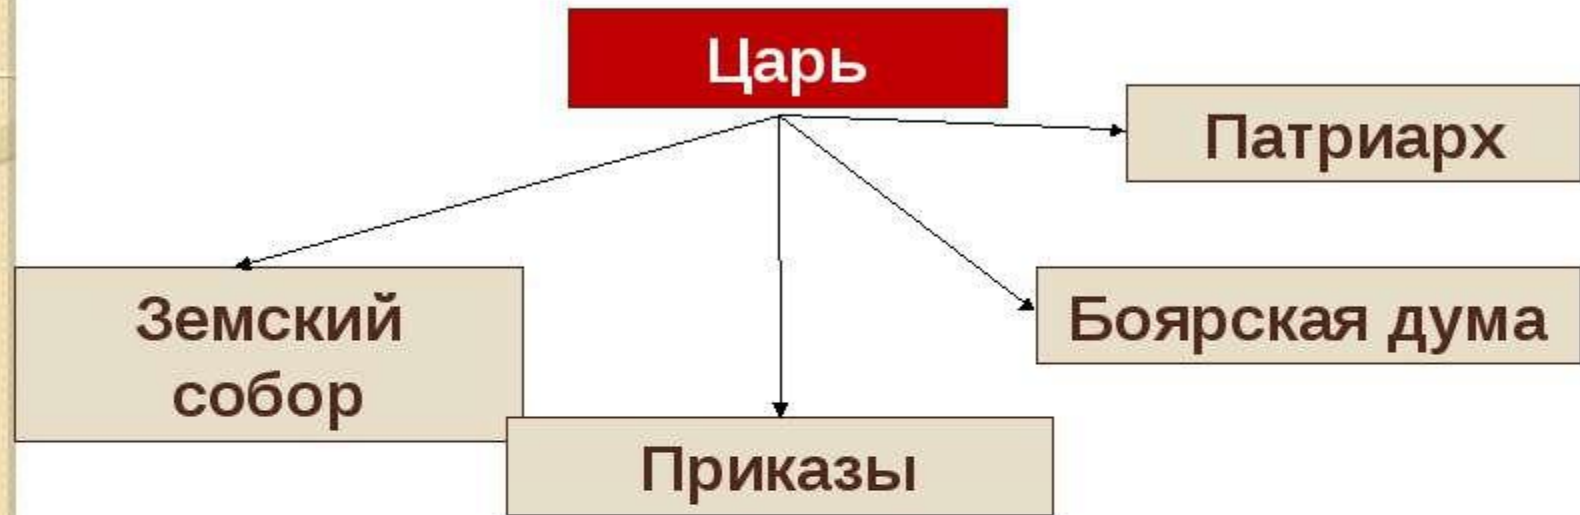 Царь
Патриарх
Земский
собор
Боярская дума
Приказы